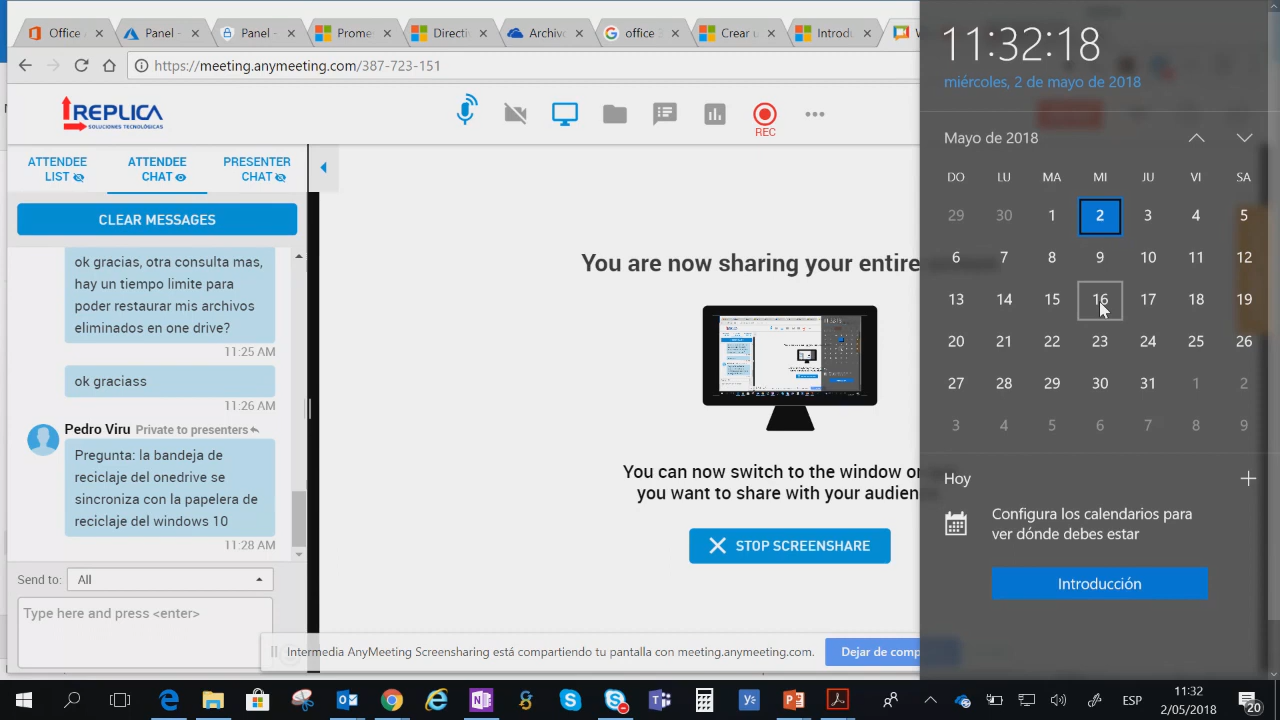 Office
Panel -
Panel -
Prome
Directi
Archivo
office 3
Crear u
Introdu
https://meeting.anymeeting.com/387-723-151
REPLICA
SOLUCIONES TECNOLÓGICAS
REC
ATTENDEE
LIST
ATTENDEE
CHAT
PRESENTER
CHAT
CLEAR MESSAGES
ok gracias, otra consulta mas,
hay un tiempo limite para
poder restaurar mis archivos
eliminados en one drive?
11:25 AM
ok graciass
11:26 AM
Pedro Viru Private to presenters
Pregunta: la bandeja de
reciclaje del onedrive se
sincroniza con la papelera de
reciclaje del windows 10
11:28 AM
Send to: All
Type here and press <enter>
You are now sharing your entire
You can now switch to the window or
you want to share with your audien
STOP SCREENSHARE
Intermedia AnyMeeting Screensharing está compartiendo tu pantalla con meeting.anymeeting.com.
Dejar de comp
11:32:18
miércoles, 2 de mayo de 2018
Mayo de 2018
DO LU MA MI JU VI SA
29 30 1 2 3 4 5
6 7 8 9 10 11 12
13 14 15 16 17 18 19
20 21 22 23 24 25 26
27 28 29 30 31 1 2
3 4 5 6 7 8 9
Hoy
Configura los calendarios para
ver dónde debes estar
Introducción
ESP
11:32
2/05/2018
20